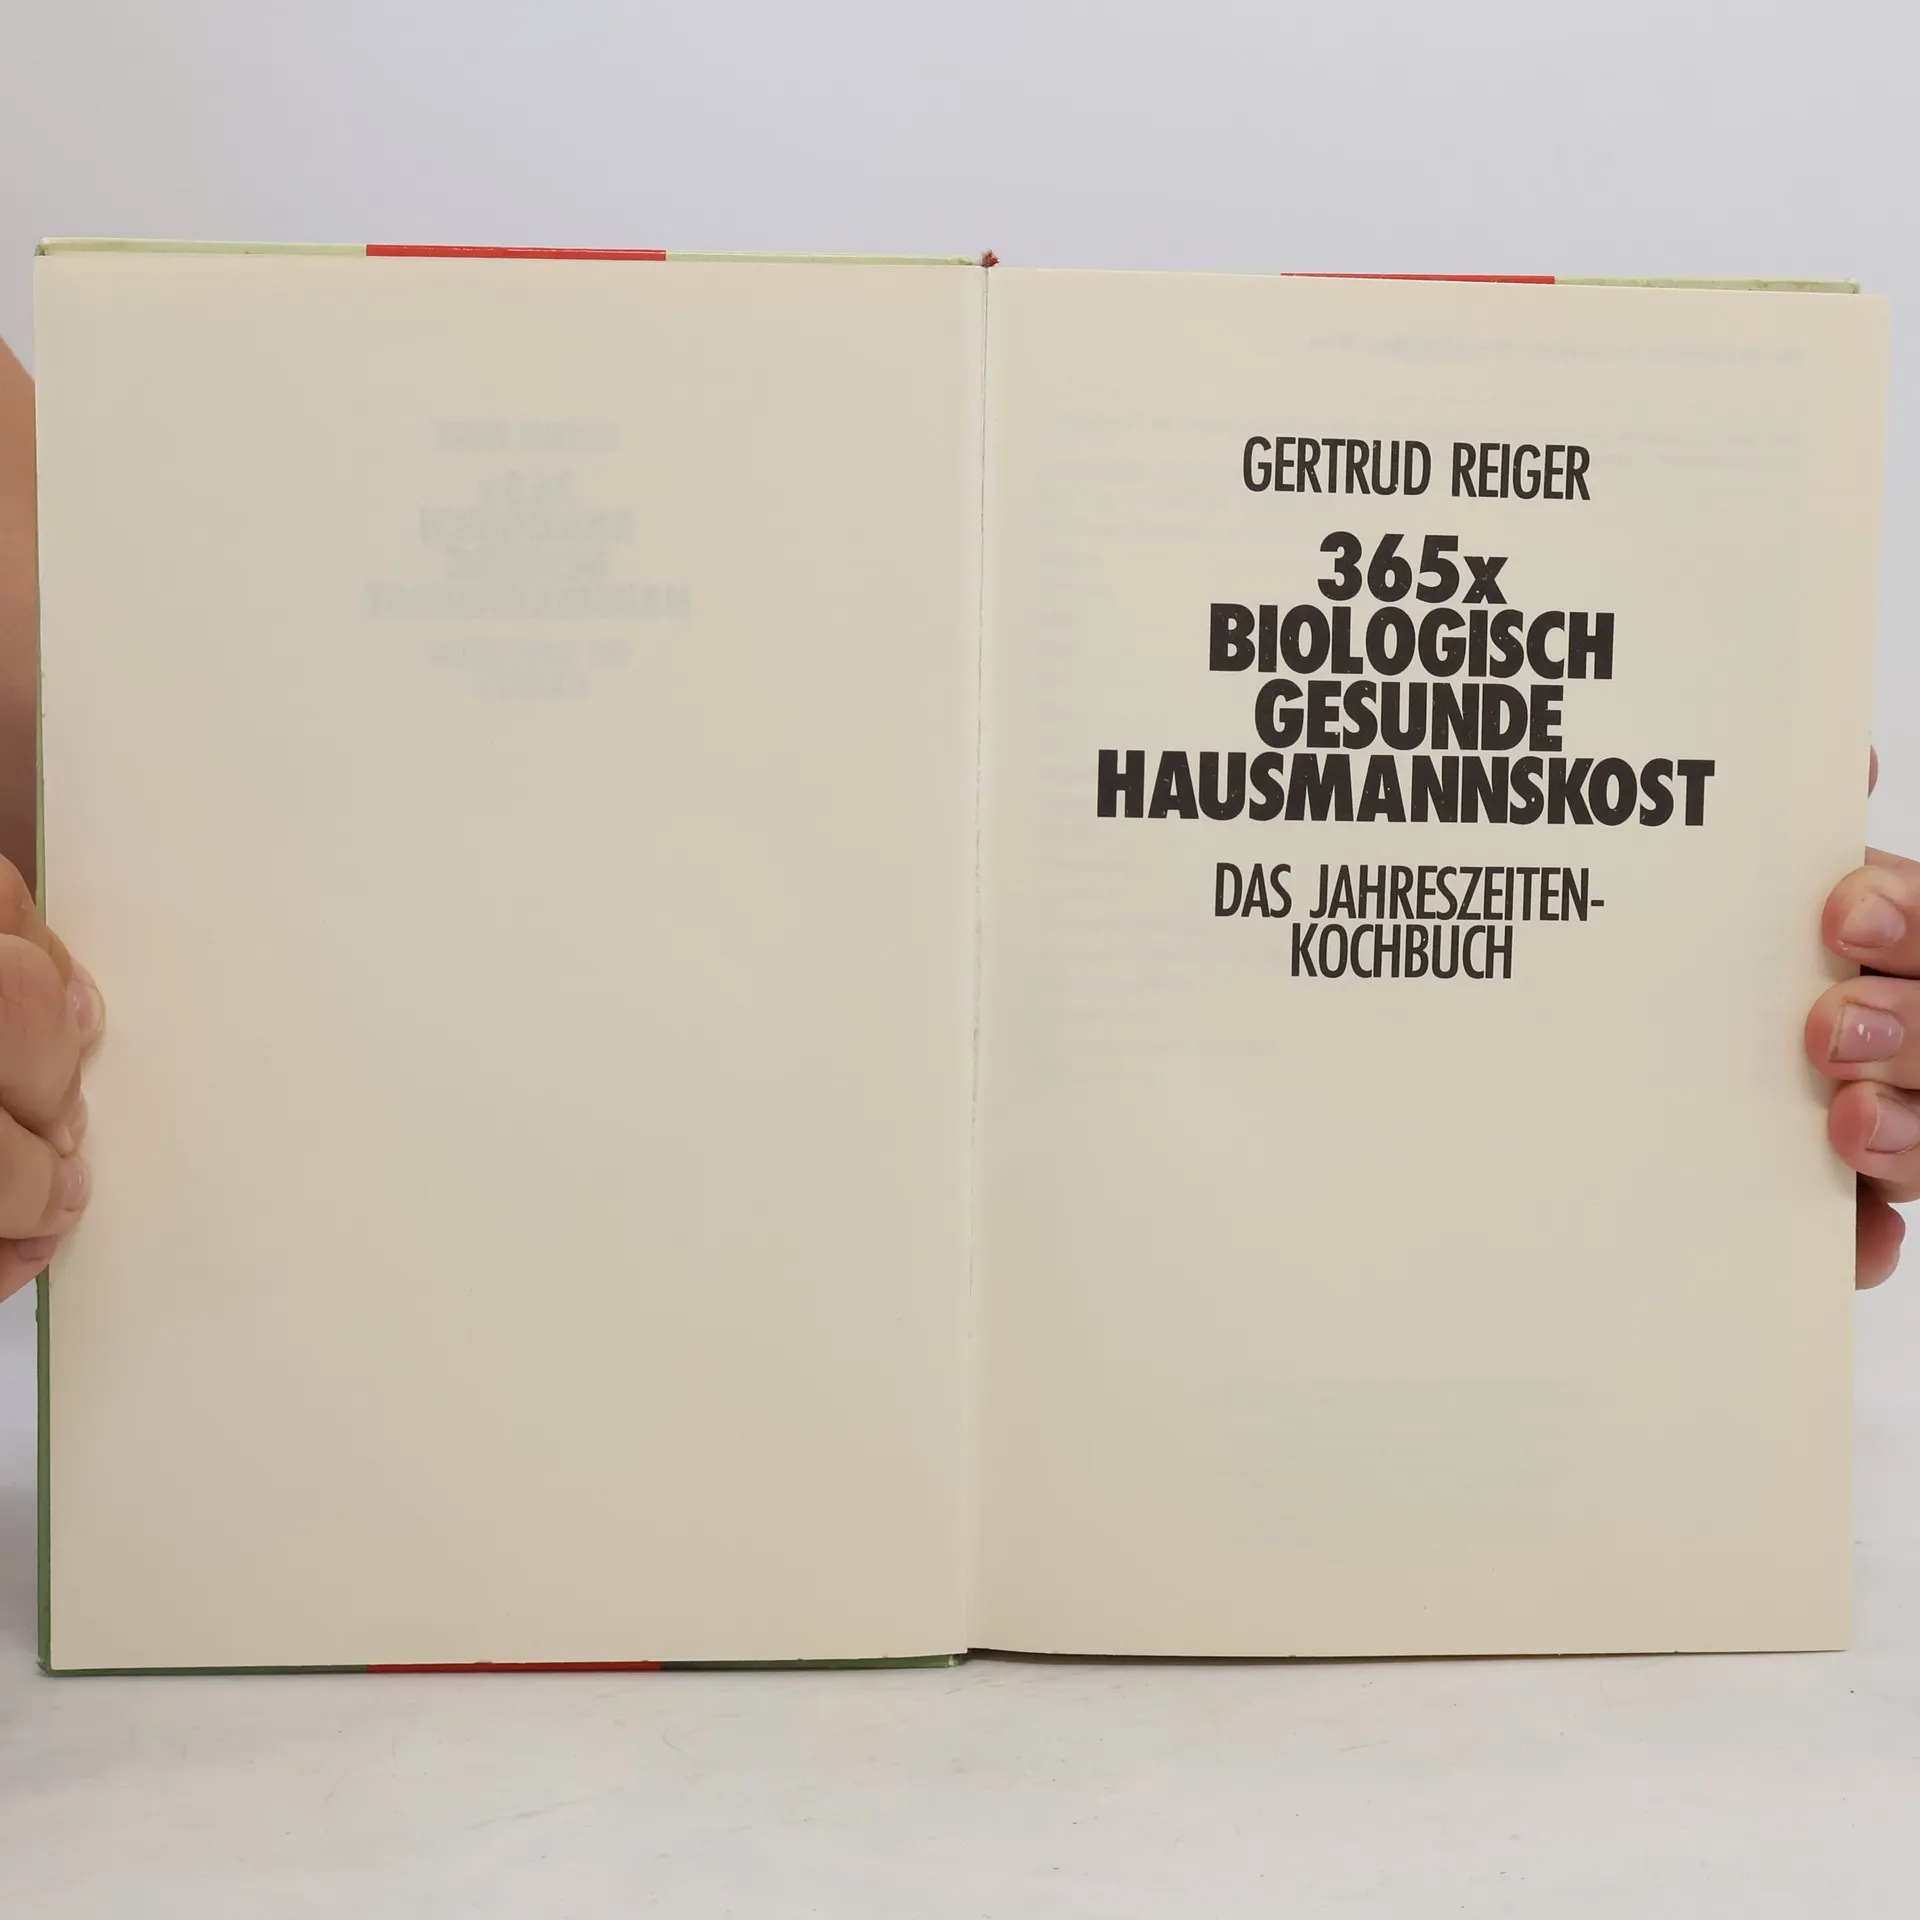 GERTRUD REIGER
365x
BIOLOGISCH
GESUNDE
HAUSMANNSKOST
DAS JAHRESZEITEN-
KOCHBUCH